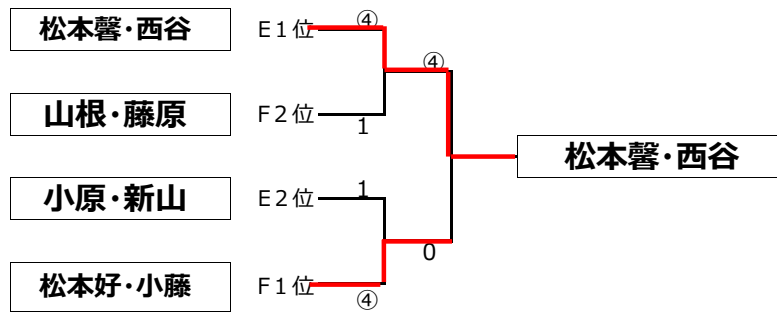 松本馨・西谷 E1位 ④
④
山根・藤原 F2位 1
松本馨・西谷
小原・新山 E2位 1
0
松本好・小藤 F1位 ④